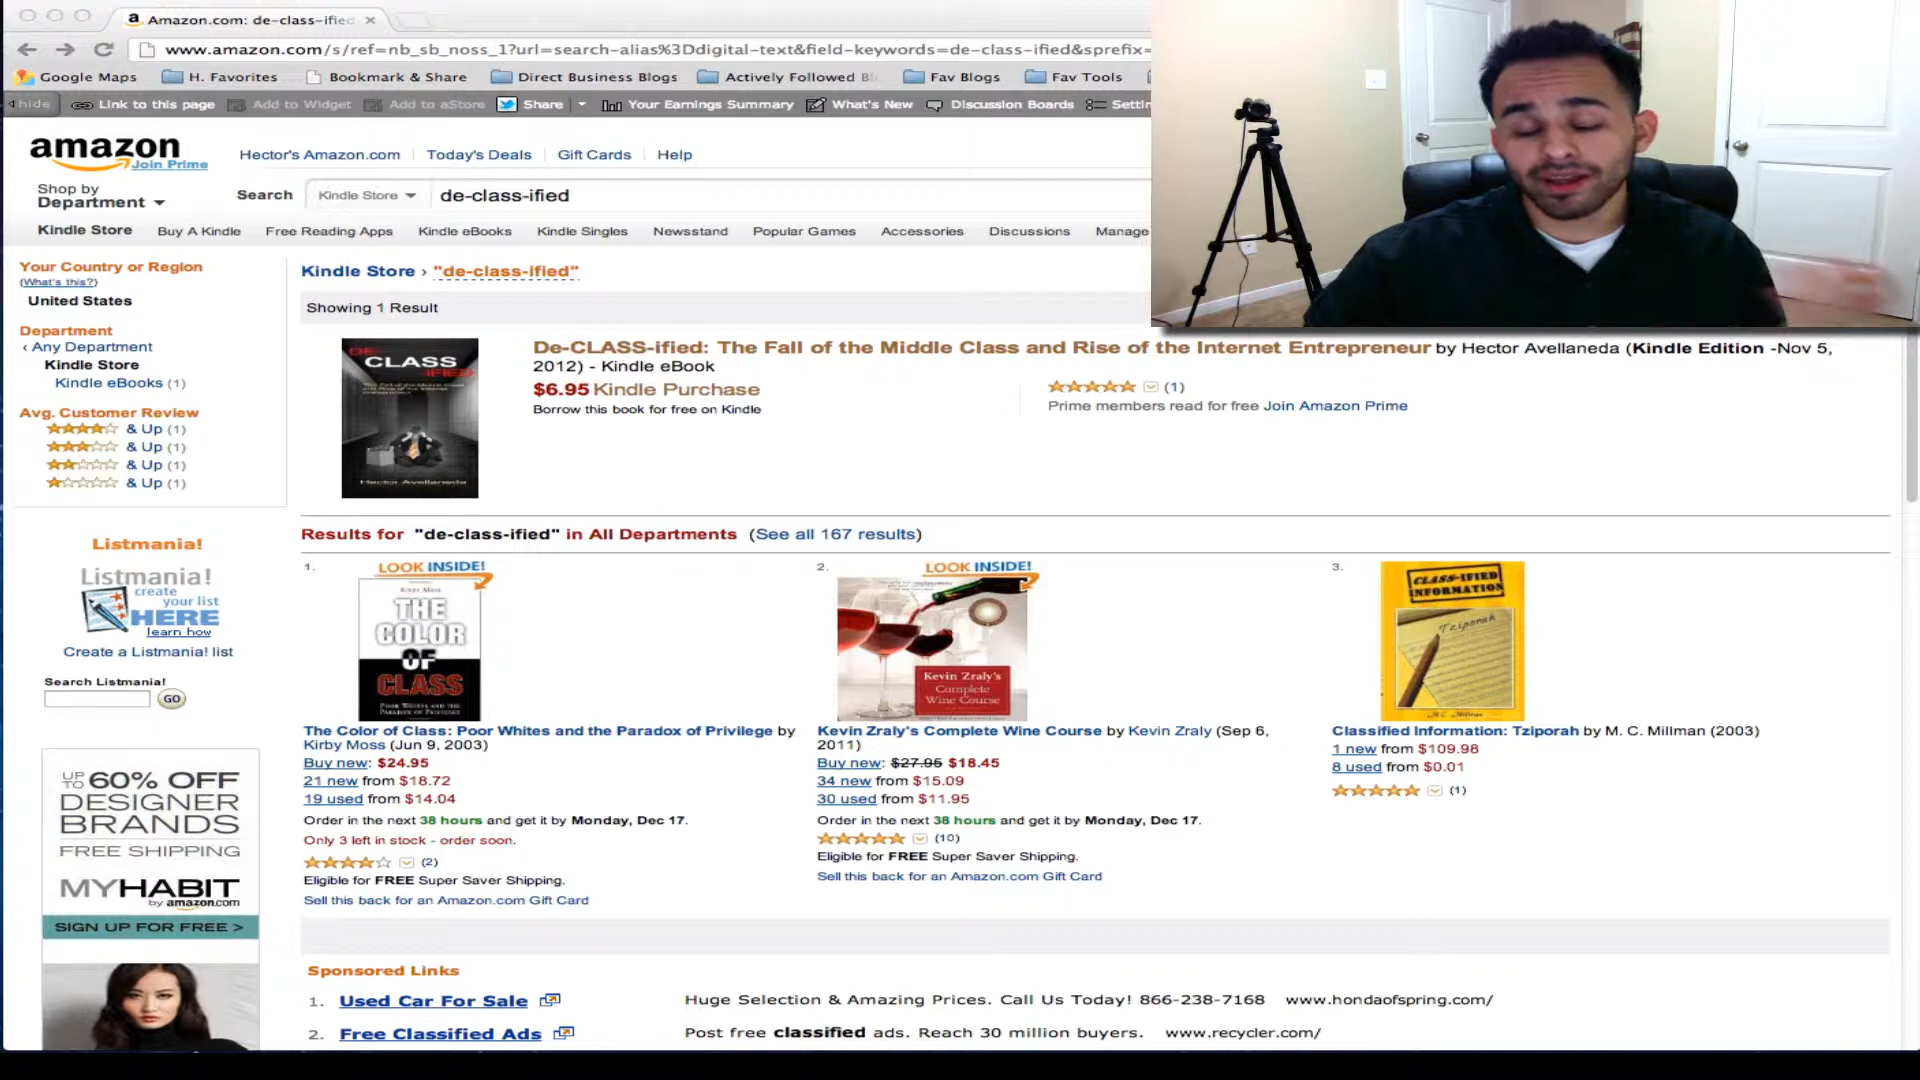 Amazon.com: de-class-ified
www.amazon.com/s/ref=nb_sb_noss_1?url=search-alias%3Ddigital-text&field-keywords=de-class-ified&sprefix=
Google Maps H. Favorites Bookmark & Share Direct Business Blogs Actively Followed Fav Blogs Fav Tools
hide Link to this page Add to Widget Add to aStore Share Your Earnings Summary What's New Discussion Boards
amazon
Join Prime
Hector's Amazon.com Today's Deals Gift Cards Help
Shop by
Department
Search Kindle Store de-class-ified
Kindle Store Buy A Kindle Free Reading Apps Kindle eBooks Kindle Singles Newsstand Popular Games Accessories Discussions Manage
Your Country or Region
(What's this?)
United States
Department
‹ Any Department
Kindle Store
Kindle eBooks (1)
Avg. Customer Review
& Up (1)
& Up (1)
& Up (1)
& Up (1)
Kindle Store › "de-class-ified"
Showing 1 Result
DE
CLASS
IFIED
Hector Avellaneda
De-CLASS-ified: The Fall of the Middle Class and Rise of the Internet Entrepreneur by Hector Avellaneda (Kindle Edition -Nov 5,
2012) - Kindle eBook
$6.95 Kindle Purchase
Borrow this book for free on Kindle
(1)
Prime members read for free Join Amazon Prime
Results for "de-class-ified" in All Departments (See all 167 results)
Listmania!
Listmania!
create
your list
HERE
learn how
Create a Listmania! list
Search Listmania!
GO
1.
LOOK INSIDE!
Kirby Moss
THE
COLOR
OF
CLASS
POOR WHITES AND THE
PARADOX OF PRIVILEGE
The Color of Class: Poor Whites and the Paradox of Privilege by
Kirby Moss (Jun 9, 2003)
Buy new: $24.95
21 new from $18.72
19 used from $14.04
Order in the next 38 hours and get it by Monday, Dec 17.
Only 3 left in stock - order soon.
(2)
Eligible for FREE Super Saver Shipping.
Sell this back for an Amazon.com Gift Card
2.
LOOK INSIDE!
Kevin Zraly's
Complete
Wine Course
Kevin Zraly's Complete Wine Course by Kevin Zraly (Sep 6,
2011)
Buy new: $27.95 $18.45
34 new from $15.09
30 used from $11.95
Order in the next 38 hours and get it by Monday, Dec 17.
(10)
Eligible for FREE Super Saver Shipping.
Sell this back for an Amazon.com Gift Card
3.
CLASS-IFIED
INFORMATION
Tziporah
M.C. Millman
Classified Information: Tziporah by M. C. Millman (2003)
1 new from $109.98
8 used from $0.01
(1)
UP TO 60% OFF
DESIGNER
BRANDS
FREE SHIPPING
MYHABIT
by amazon.com
SIGN UP FOR FREE >
Sponsored Links
1. Used Car For Sale Huge Selection & Amazing Prices. Call Us Today! 866-238-7168 www.hondaofspring.com/
2. Free Classified Ads Post free classified ads. Reach 30 million buyers. www.recycler.com/